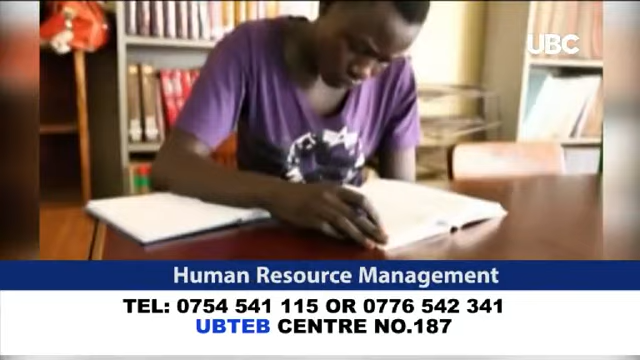 UBC
Human Resource Management
TEL: 0754 541 115 OR 0776 542 341
UBTEB CENTRE NO.187